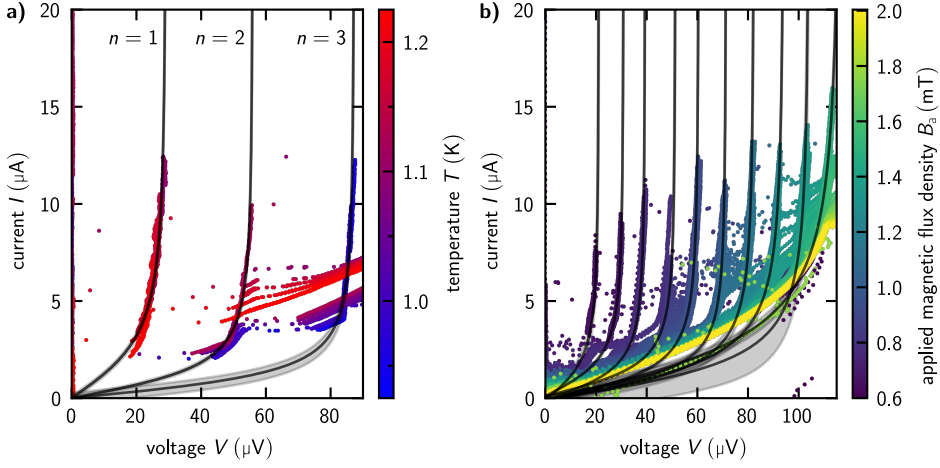 a)
n = 1
n = 2
n = 3
20
15
10
5
0
current I (µA)
0
20
40
60
80
voltage V (µV)
1.2
1.1
1.0
temperature T (K)
b)
20
15
10
5
0
current I (µA)
0
20
40
60
80
100
voltage V (µV)
2.0
1.8
1.6
1.4
1.2
1.0
0.8
0.6
applied magnetic flux density Ba (mT)